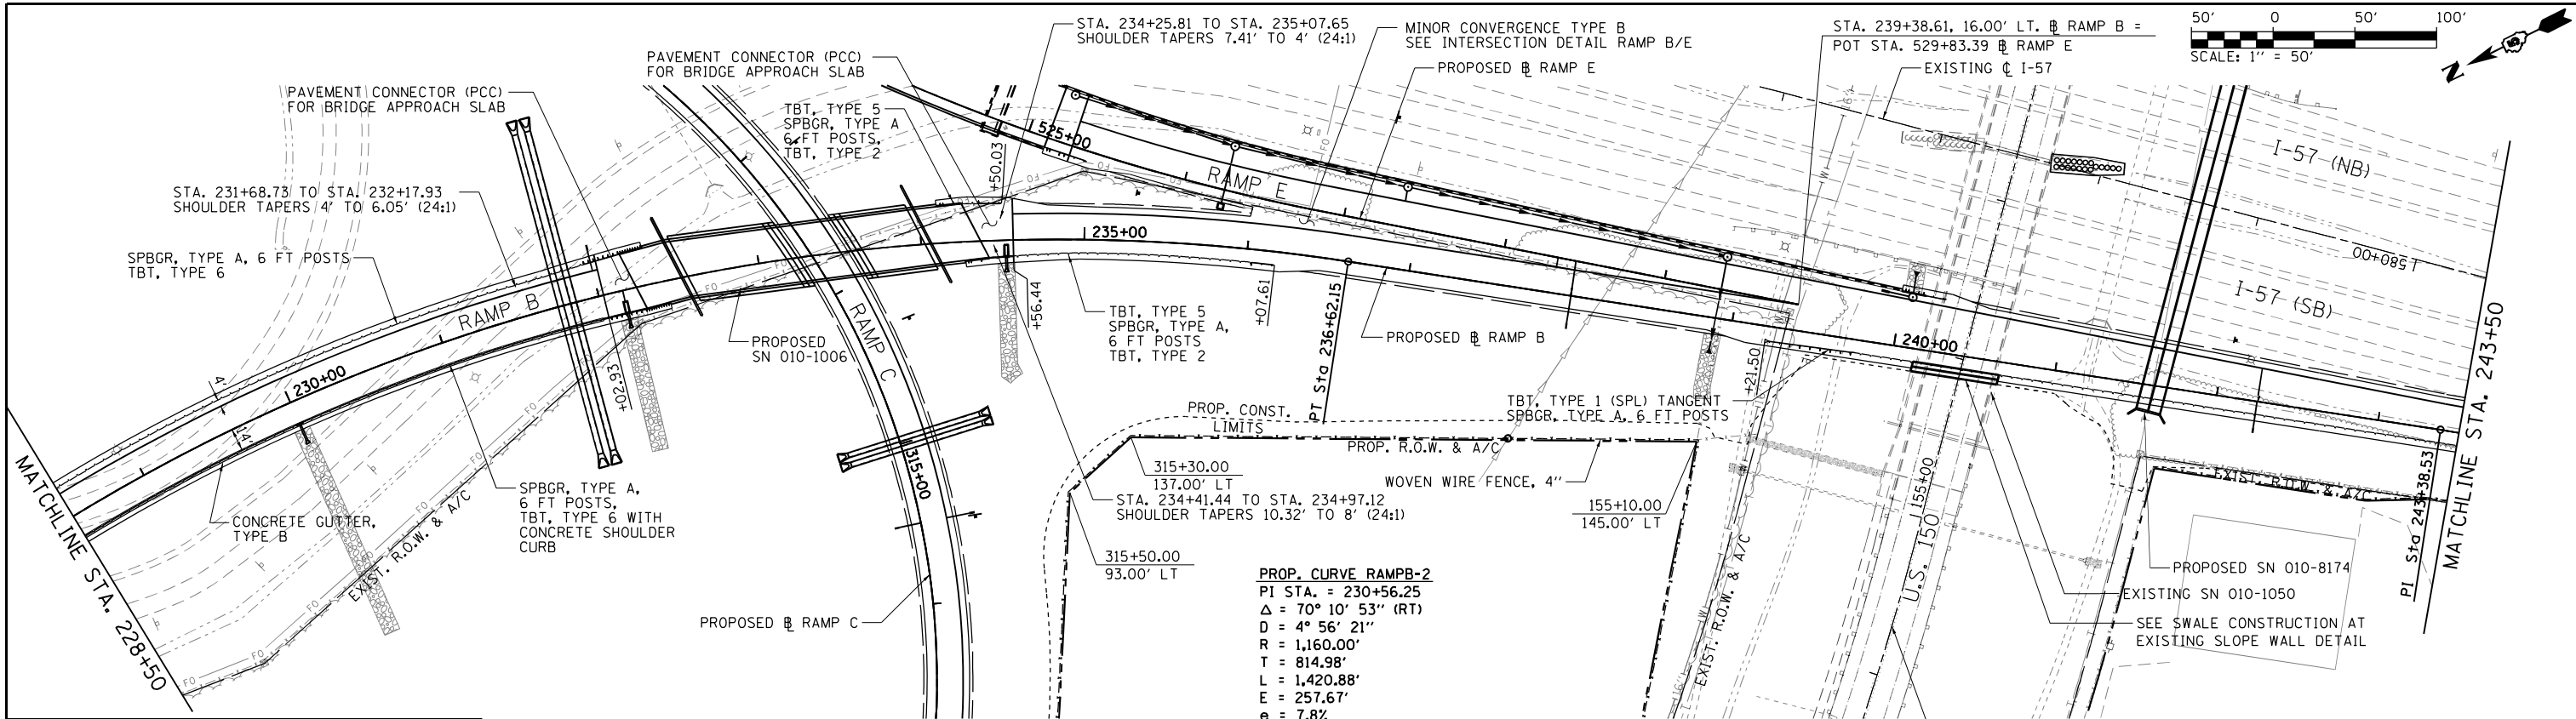 STA. 234+25.81 TO STA. 235+07.65
SHOULDER TAPERS 7.41' TO 4' (24:1)
MINOR CONVERGENCE TYPE B
SEE INTERSECTION DETAIL RAMP B/E
STA. 239+38.61, 16.00' LT. ℄ RAMP B =
POT STA. 529+83.39 ℄ RAMP E
50' 0 50' 100'
SCALE: 1" = 50'
N
PAVEMENT CONNECTOR (PCC)
FOR BRIDGE APPROACH SLAB
PROPOSED ℄ RAMP E
EXISTING ℄ I-57
PAVEMENT CONNECTOR (PCC)
FOR BRIDGE APPROACH SLAB
TBT, TYPE 5
SPBGR, TYPE A
6 FT POSTS,
TBT, TYPE 2
525+00
+50.03
RAMP E
I-57 (NB)
STA. 231+68.73 TO STA. 232+17.93
SHOULDER TAPERS 4' TO 6.05' (24:1)
235+00
1580+00
SPBGR, TYPE A, 6 FT POSTS
TBT, TYPE 6
RAMP B
RAMP C
I-57 (SB)
+56.44
+07.61
TBT, TYPE 5
SPBGR, TYPE A,
6 FT POSTS
TBT, TYPE 2
PROPOSED
SN 010-1006
PROPOSED ℄ RAMP B
240+00
230+00
4'
14'
+02.93
PT Sta 236+62.15
+21.50
TBT, TYPE 1 (SPL) TANGENT
SPBGR, TYPE A, 6 FT POSTS
PROP. CONST.
LIMITS
PROP. R.O.W. & A/C
315+00
315+30.00
137.00' LT
WOVEN WIRE FENCE, 4"
155+10.00
145.00' LT
STA. 234+41.44 TO STA. 234+97.12
SHOULDER TAPERS 10.32' TO 8' (24:1)
EXIST. R.O.W. & A/C
PI Sta 243+38.53
MATCHLINE STA. 243+50
MATCHLINE STA. 228+50
CONCRETE GUTTER,
TYPE B
SPBGR, TYPE A,
6 FT POSTS,
TBT, TYPE 6 WITH
CONCRETE SHOULDER
CURB
EXIST. R.O.W. & A/C
315+50.00
93.00' LT
155+00
U.S. 150
EXIST. R.O.W. & A/C
PROPOSED SN 010-8174
EXISTING SN 010-1050
SEE SWALE CONSTRUCTION AT
EXISTING SLOPE WALL DETAIL
PROPOSED ℄ RAMP C
PROP. CURVE RAMPB-2
PI STA. = 230+56.25
Δ = 70° 10' 53" (RT)
D = 4° 56' 21"
R = 1,160.00'
T = 814.98'
L = 1,420.88'
E = 257.67'
e = 7.8%